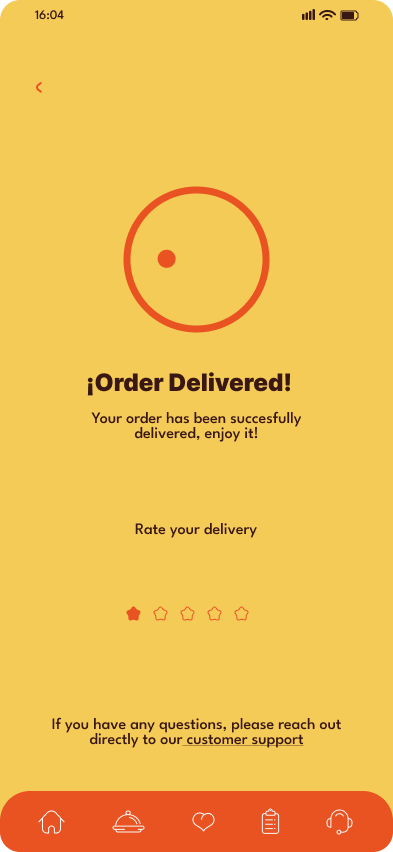 16:04
¡Order Delivered!
Your order has been succesfully
delivered, enjoy it!
Rate your delivery
If you have any questions, please reach out
directly to our customer support